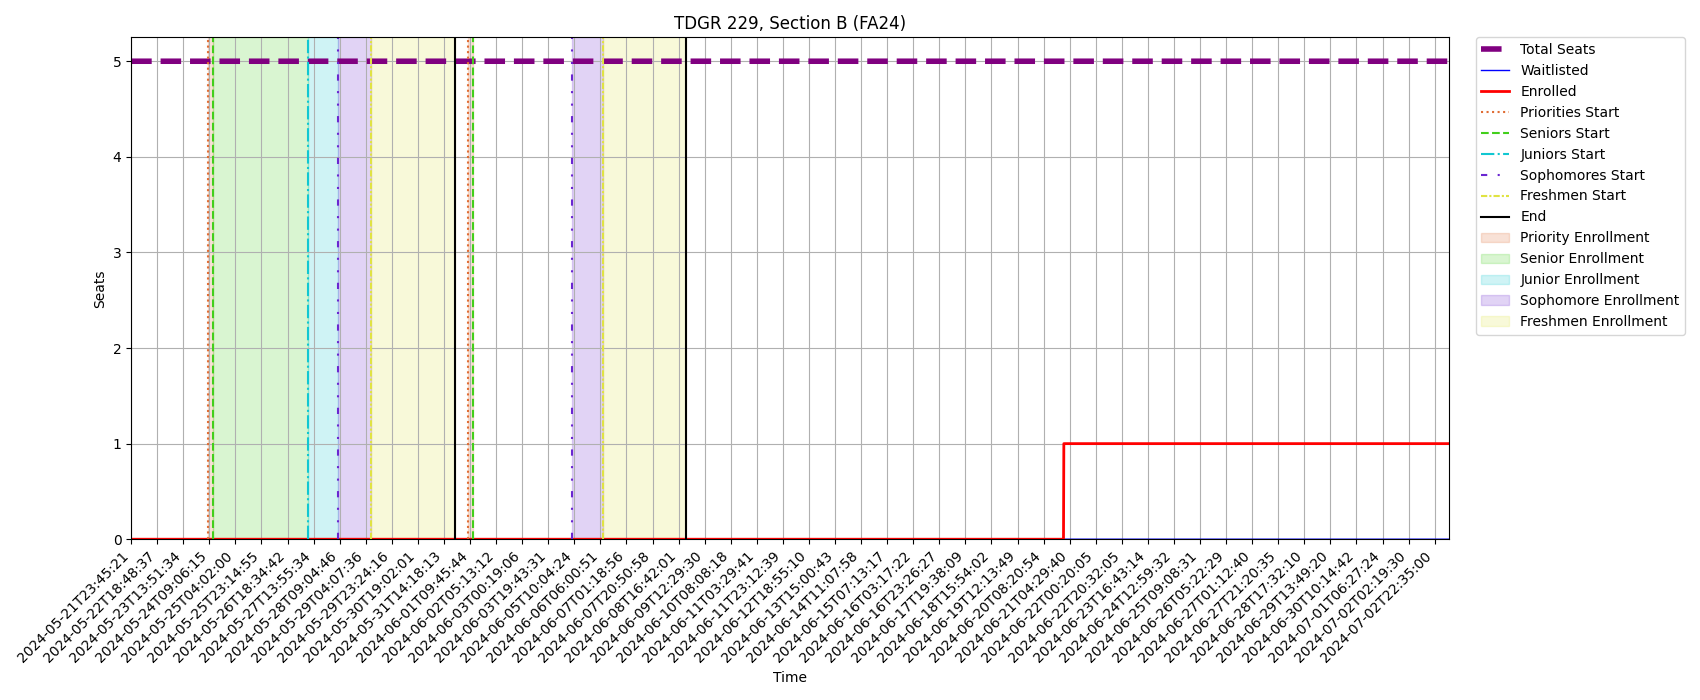 TDGR 229, Section B (FA24)
Total Seats
Waitlisted
Enrolled
Priorities Start
Seniors Start
Juniors Start
Sophomores Start
Freshmen Start
End
Priority Enrollment
Senior Enrollment
Junior Enrollment
Sophomore Enrollment
Freshmen Enrollment
Seats
5
4
3
2
1
0
2024-05-21T23:45:21
2024-05-22T18:48:37
2024-05-23T13:51:34
2024-05-24T09:06:15
2024-05-25T04:02:00
2024-05-25T23:14:55
2024-05-26T18:34:42
2024-05-27T13:55:34
2024-05-28T09:04:46
2024-05-29T04:07:36
2024-05-29T23:24:16
2024-05-30T19:02:01
2024-05-31T14:18:13
2024-06-01T09:45:44
2024-06-02T05:13:12
2024-06-03T00:19:06
2024-06-03T19:43:31
2024-06-05T10:04:24
2024-06-06T06:00:51
2024-06-07T01:18:56
2024-06-07T20:50:58
2024-06-08T16:42:01
2024-06-09T12:29:30
2024-06-10T08:08:18
2024-06-11T03:29:41
2024-06-11T23:12:39
2024-06-12T18:55:10
2024-06-13T15:00:43
2024-06-14T11:07:58
2024-06-15T07:13:17
2024-06-16T03:17:22
2024-06-16T23:26:27
2024-06-17T19:38:09
2024-06-18T15:54:02
2024-06-19T12:13:49
2024-06-20T08:20:54
2024-06-21T04:29:40
2024-06-22T00:20:05
2024-06-22T20:32:05
2024-06-23T16:43:14
2024-06-24T12:59:32
2024-06-25T09:08:31
2024-06-26T05:22:29
2024-06-27T01:12:40
2024-06-27T21:20:35
2024-06-28T17:32:10
2024-06-29T13:49:20
2024-06-30T10:14:42
2024-07-01T06:27:24
2024-07-02T02:19:30
2024-07-02T22:35:00
Time